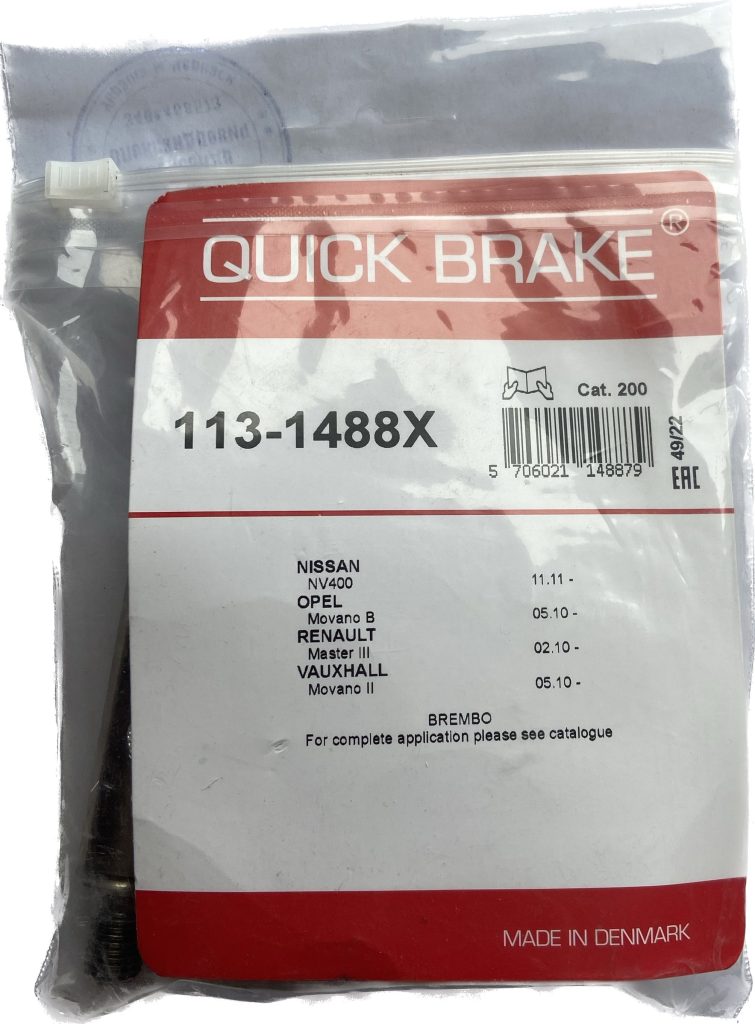 340468513
QUICK BRAKE®
Cat. 200
113-1488X
5 706021 148879
49/22
EAC
NISSAN
NV400 11.11 -
OPEL
Movano B 05.10 -
RENAULT
Master III 02.10 -
VAUXHALL
Movano II 05.10 -
BREMBO
For complete application please see catalogue
MADE IN DENMARK